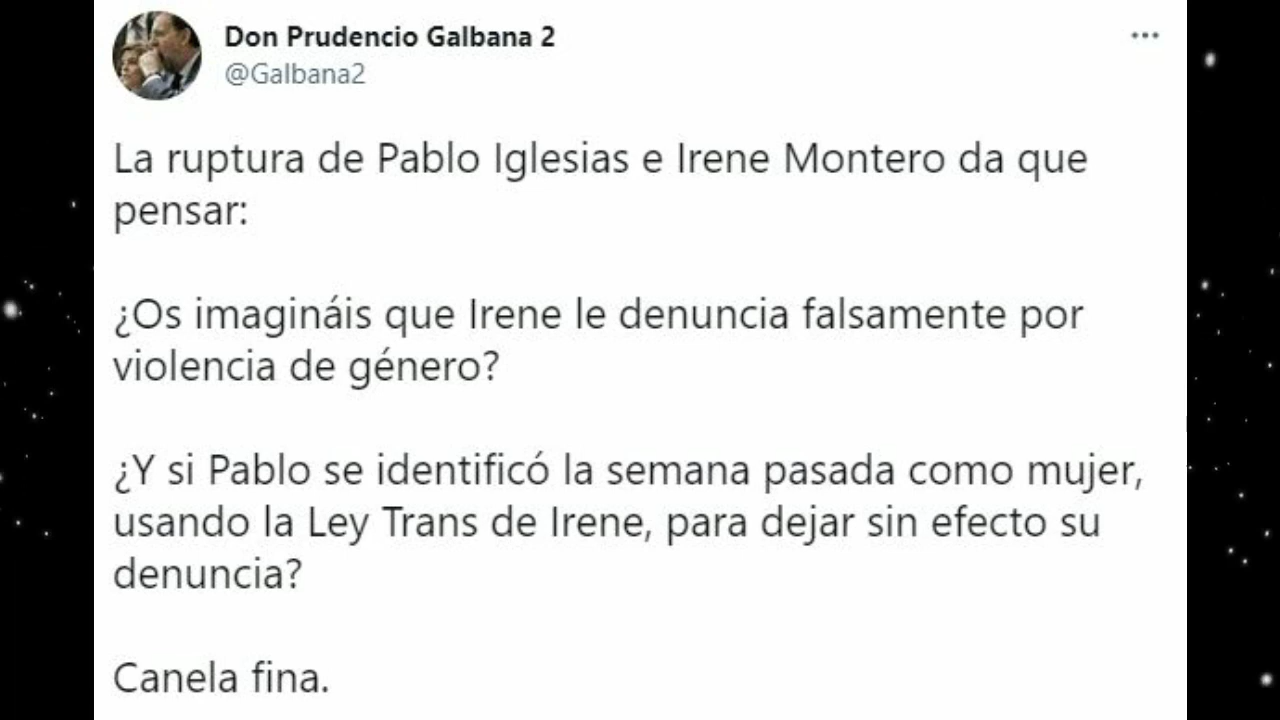 Don Prudencio Galbana 2
@Galbana2
La ruptura de Pablo Iglesias e Irene Montero da que
pensar:
¿Os imagináis que Irene le denuncia falsamente por
violencia de género?
¿Y si Pablo se identificó la semana pasada como mujer,
usando la Ley Trans de Irene, para dejar sin efecto su
denuncia?
Canela fina.